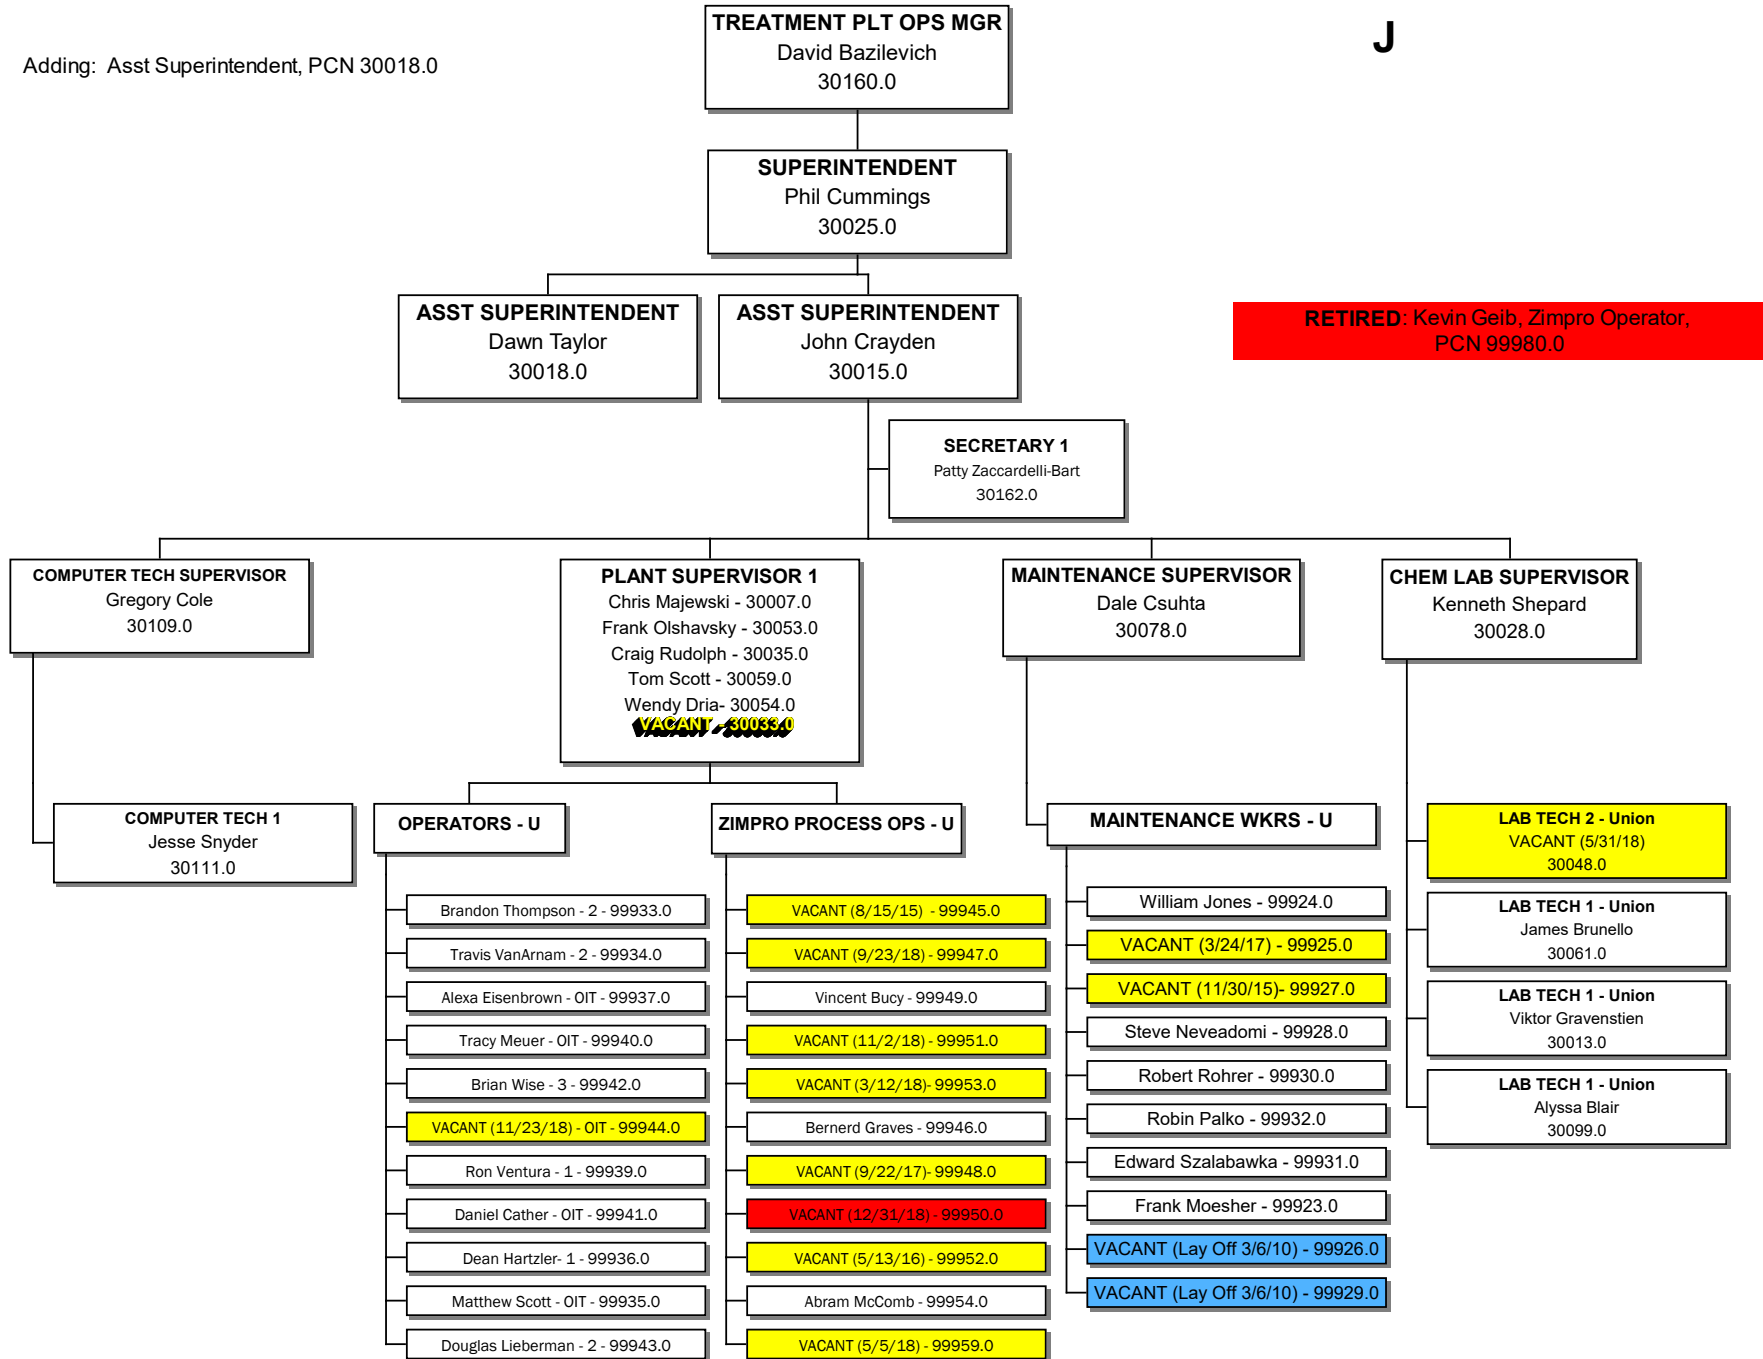 J
Adding:  Asst Superintendent, PCN 30018.0
TREATMENT PLT OPS MGR
David Bazilevich
30160.0
SUPERINTENDENT
Phil Cummings
30025.0
ASST SUPERINTENDENT
Dawn Taylor
30018.0
ASST SUPERINTENDENT
John Crayden
30015.0
RETIRED: Kevin Geib, Zimpro Operator,
PCN 99980.0
SECRETARY 1
Patty Zaccardelli-Bart
30162.0
COMPUTER TECH SUPERVISOR
Gregory Cole
30109.0
PLANT SUPERVISOR 1
Chris Majewski - 30007.0
Frank Olshavsky - 30053.0
Craig Rudolph - 30035.0
Tom Scott - 30059.0
Wendy Dria- 30054.0
VACANT - 30033.0
MAINTENANCE SUPERVISOR
Dale Csuhta
30078.0
CHEM LAB SUPERVISOR
Kenneth Shepard
30028.0
COMPUTER TECH 1
Jesse Snyder
30111.0
OPERATORS - U
Brandon Thompson - 2 - 99933.0
Travis VanArnam - 2 - 99934.0
Alexa Eisenbrown - OIT - 99937.0
Tracy Meuer - OIT - 99940.0
Brian Wise - 3 - 99942.0
VACANT (11/23/18) - OIT - 99944.0
Ron Ventura - 1 - 99939.0
Daniel Cather - OIT - 99941.0
Dean Hartzler- 1 - 99936.0
Matthew Scott - OIT - 99935.0
Douglas Lieberman - 2 - 99943.0
ZIMPRO PROCESS OPS - U
VACANT (8/15/15)  - 99945.0
VACANT (9/23/18) - 99947.0
Vincent Bucy - 99949.0
VACANT (11/2/18) - 99951.0
VACANT (3/12/18)- 99953.0
Bernerd Graves - 99946.0
VACANT (9/22/17)- 99948.0
VACANT (12/31/18) - 99950.0
VACANT (5/13/16) - 99952.0
Abram McComb - 99954.0
VACANT (5/5/18) - 99959.0
MAINTENANCE WKRS - U
William Jones - 99924.0
VACANT (3/24/17) - 99925.0
VACANT (11/30/15)- 99927.0
Steve Neveadomi - 99928.0
Robert Rohrer - 99930.0
Robin Palko - 99932.0
Edward Szalabawka - 99931.0
Frank Moesher - 99923.0
VACANT (Lay Off 3/6/10) - 99926.0
VACANT (Lay Off 3/6/10) - 99929.0
LAB TECH 2 - Union
VACANT (5/31/18)
30048.0
LAB TECH 1 - Union
James Brunello
30061.0
LAB TECH 1 - Union
Viktor Gravenstien
30013.0
LAB TECH 1 - Union
Alyssa Blair
30099.0